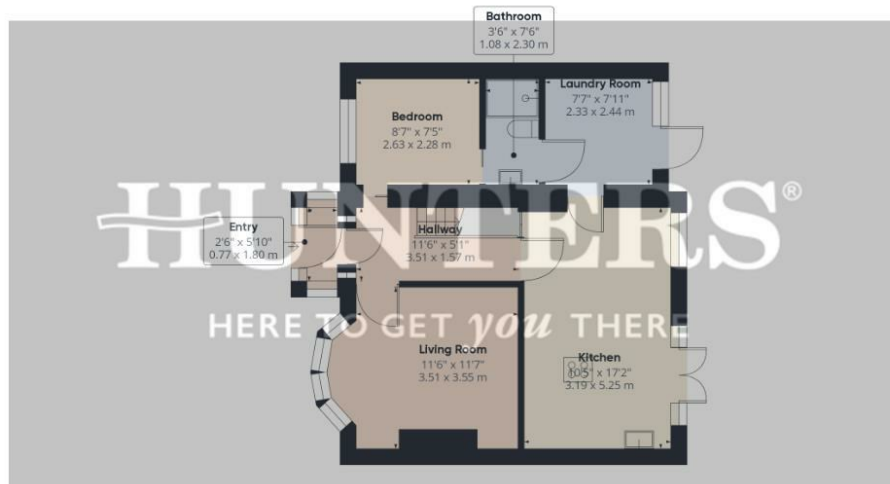 Bathroom
3'6" x 7'6"
1.08 x 2.30 m
Laundry Room
7'7" x 7'11"
2.33 x 2.44 m
Bedroom
8'7" x 7'5"
2.63 x 2.28 m
HUNTERS®
Entry
2'6" x 5'10"
0.77 x 1.80 m
Hallway
11'6" x 5'1"
3.51 x 1.57 m
HERE TO GET you THERE
Living Room
11'6" x 11'7"
3.51 x 3.55 m
Kitchen
10'5" x 17'2"
3.19 x 5.25 m